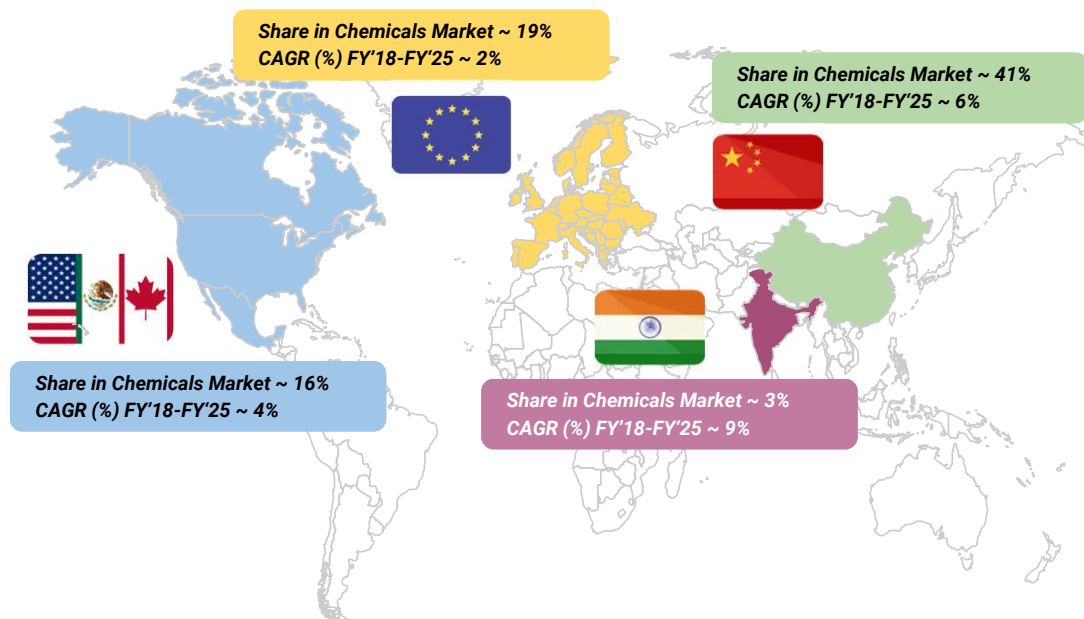 Share in Chemicals Market ~ 19%
CAGR (%) FY'18-FY'25 ~ 2%
Share in Chemicals Market ~ 41%
CAGR (%) FY'18-FY'25 ~ 6%
Share in Chemicals Market ~ 16%
CAGR (%) FY'18-FY'25 ~ 4%
Share in Chemicals Market ~ 3%
CAGR (%) FY'18-FY'25 ~ 9%